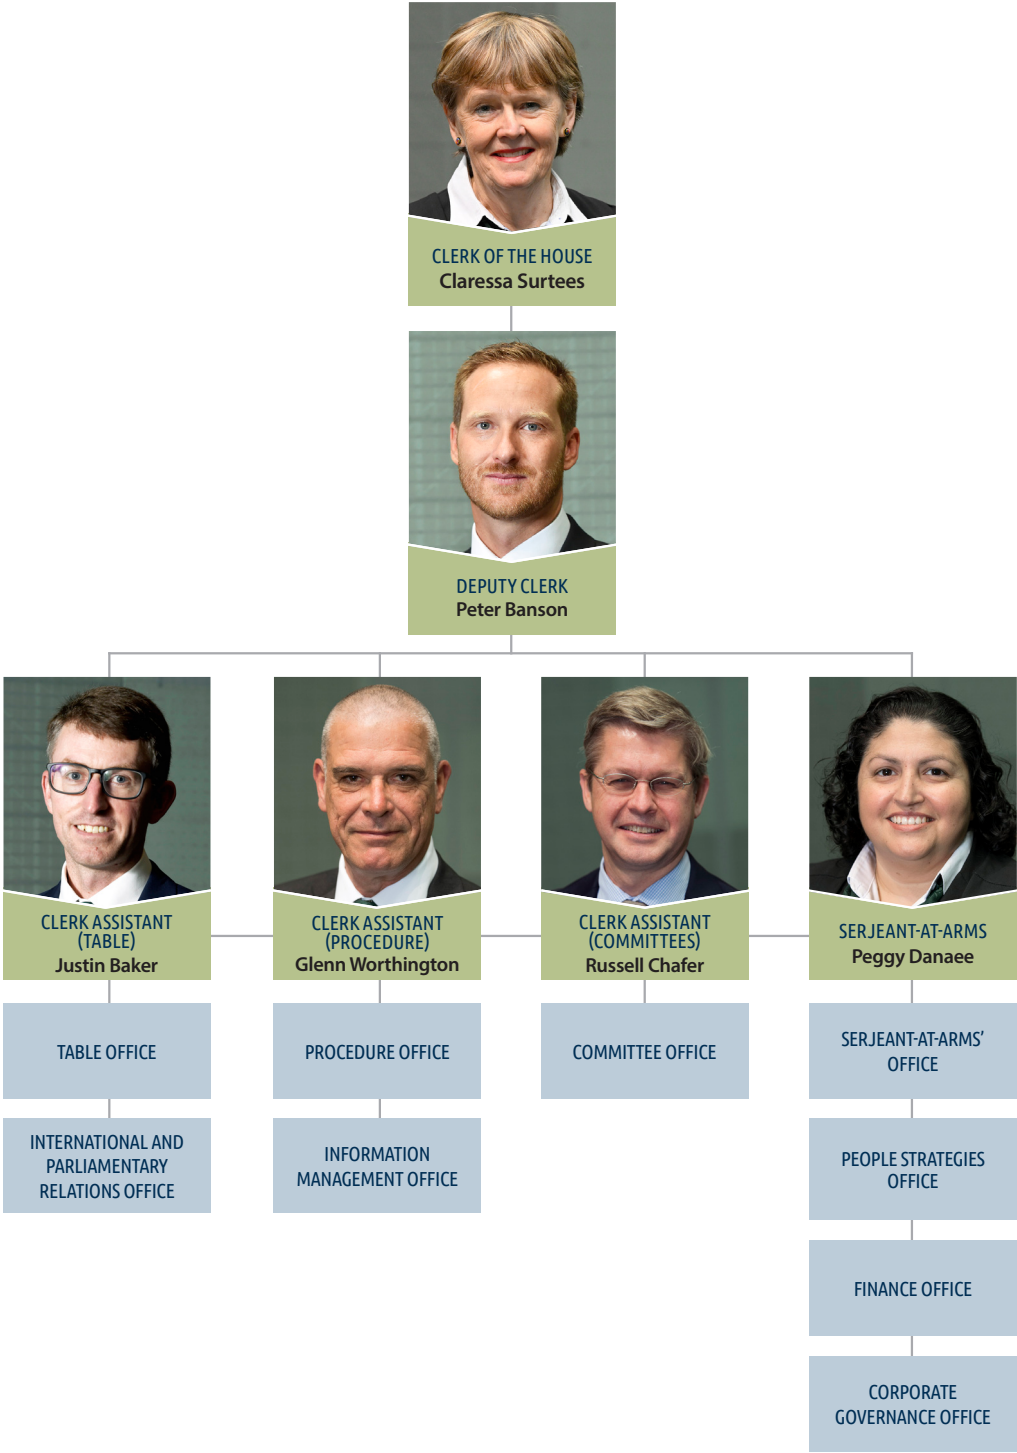 CLERK OF THE HOUSE
Claressa Surtees
DEPUTY CLERK
Peter Banson
CLERK ASSISTANT
(TABLE)
Justin Baker
CLERK ASSISTANT
(PROCEDURE)
Glenn Worthington
CLERK ASSISTANT
(COMMITTEES)
Russell Chafer
SERJEANT-AT-ARMS
Peggy Danaee
TABLE OFFICE
PROCEDURE OFFICE
COMMITTEE OFFICE
SERJEANT-AT-ARMS’
OFFICE
INTERNATIONAL AND
PARLIAMENTARY
RELATIONS OFFICE
INFORMATION
MANAGEMENT OFFICE
PEOPLE STRATEGIES
OFFICE
FINANCE OFFICE
CORPORATE
GOVERNANCE OFFICE